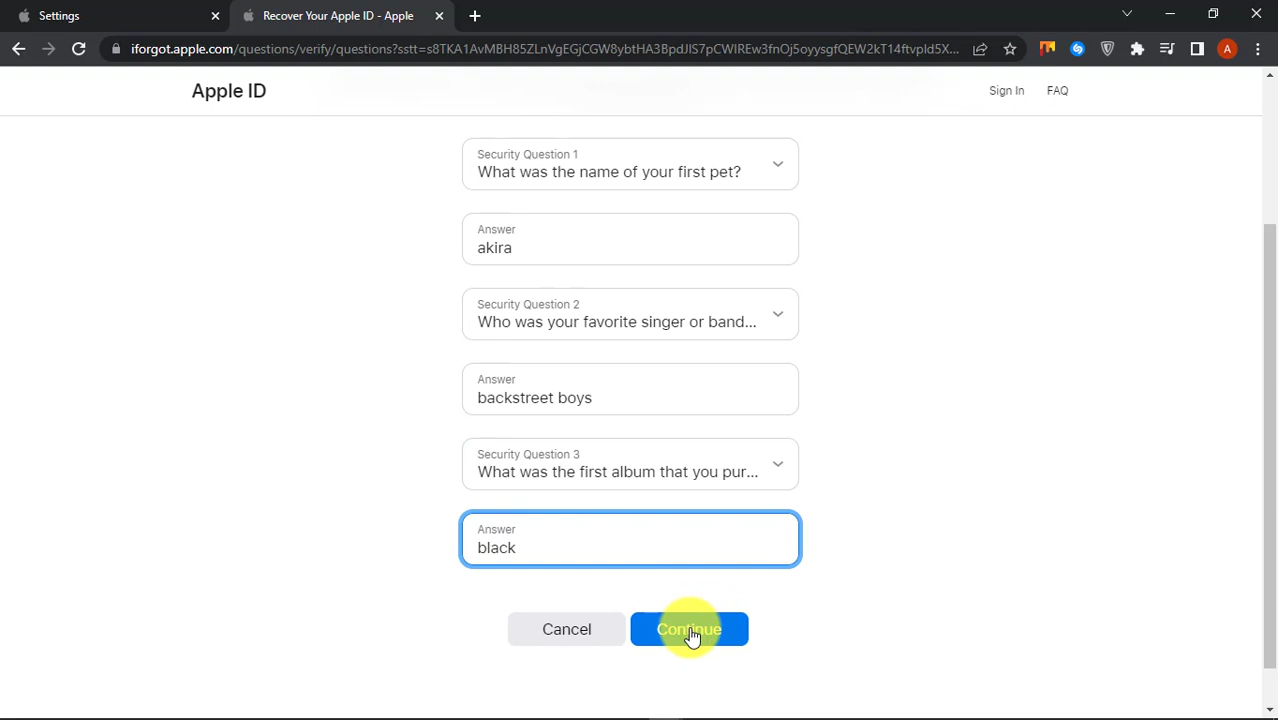 Settings
Recover Your Apple ID - Apple
iforgot.apple.com/questions/verify/questions?sstt=s8TKA1AvMBH85ZLnVgEGjCGW8ybtHA3BpdJIS7pCWIREw3fnOj5oyysgfQEW2kT14ftvpId5X...
A
Apple ID
Sign In
FAQ
Security Question 1
What was the name of your first pet?
Answer
akira
Security Question 2
Who was your favorite singer or band...
Answer
backstreet boys
Security Question 3
What was the first album that you pur...
Answer
black
Cancel
Continue